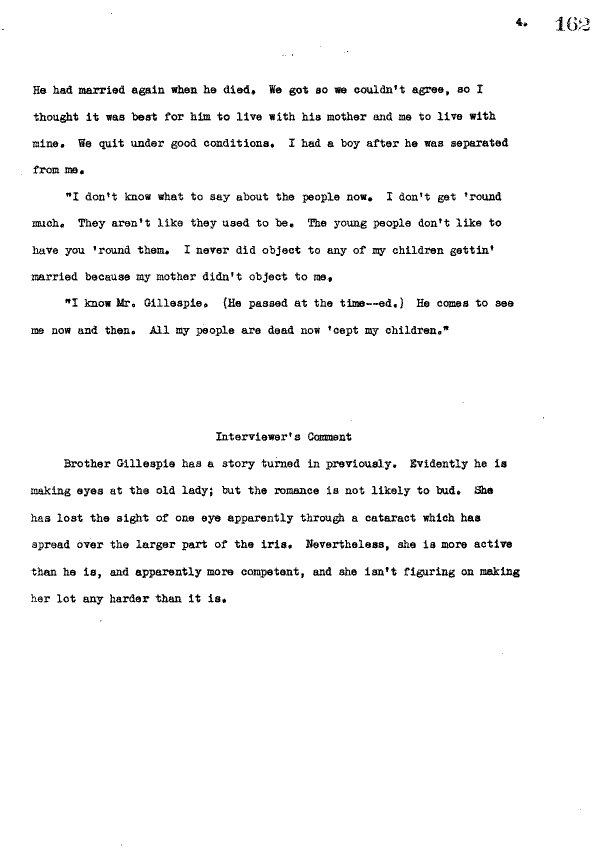 4. 162
He had married again when he died. We got so we couldn't agree, so I
thought it was best for him to live with his mother and me to live with
mine. We quit under good conditions. I had a boy after he was separated
from me.
"I don't know what to say about the people now. I don't get 'round
much. They aren't like they used to be. The young people don't like to
have you 'round them. I never did object to any of my children gettin'
married because my mother didn't object to me.
"I know Mr. Gillespie. (He passed at the time--ed.) He comes to see
me now and then. All my people are dead now 'cept my children."
Interviewer's Comment
Brother Gillespie has a story turned in previously. Evidently he is
making eyes at the old lady; but the romance is not likely to bud. She
has lost the sight of one eye apparently through a cataract which has
spread over the larger part of the iris. Nevertheless, she is more active
than he is, and apparently more competent, and she isn't figuring on making
her lot any harder than it is.